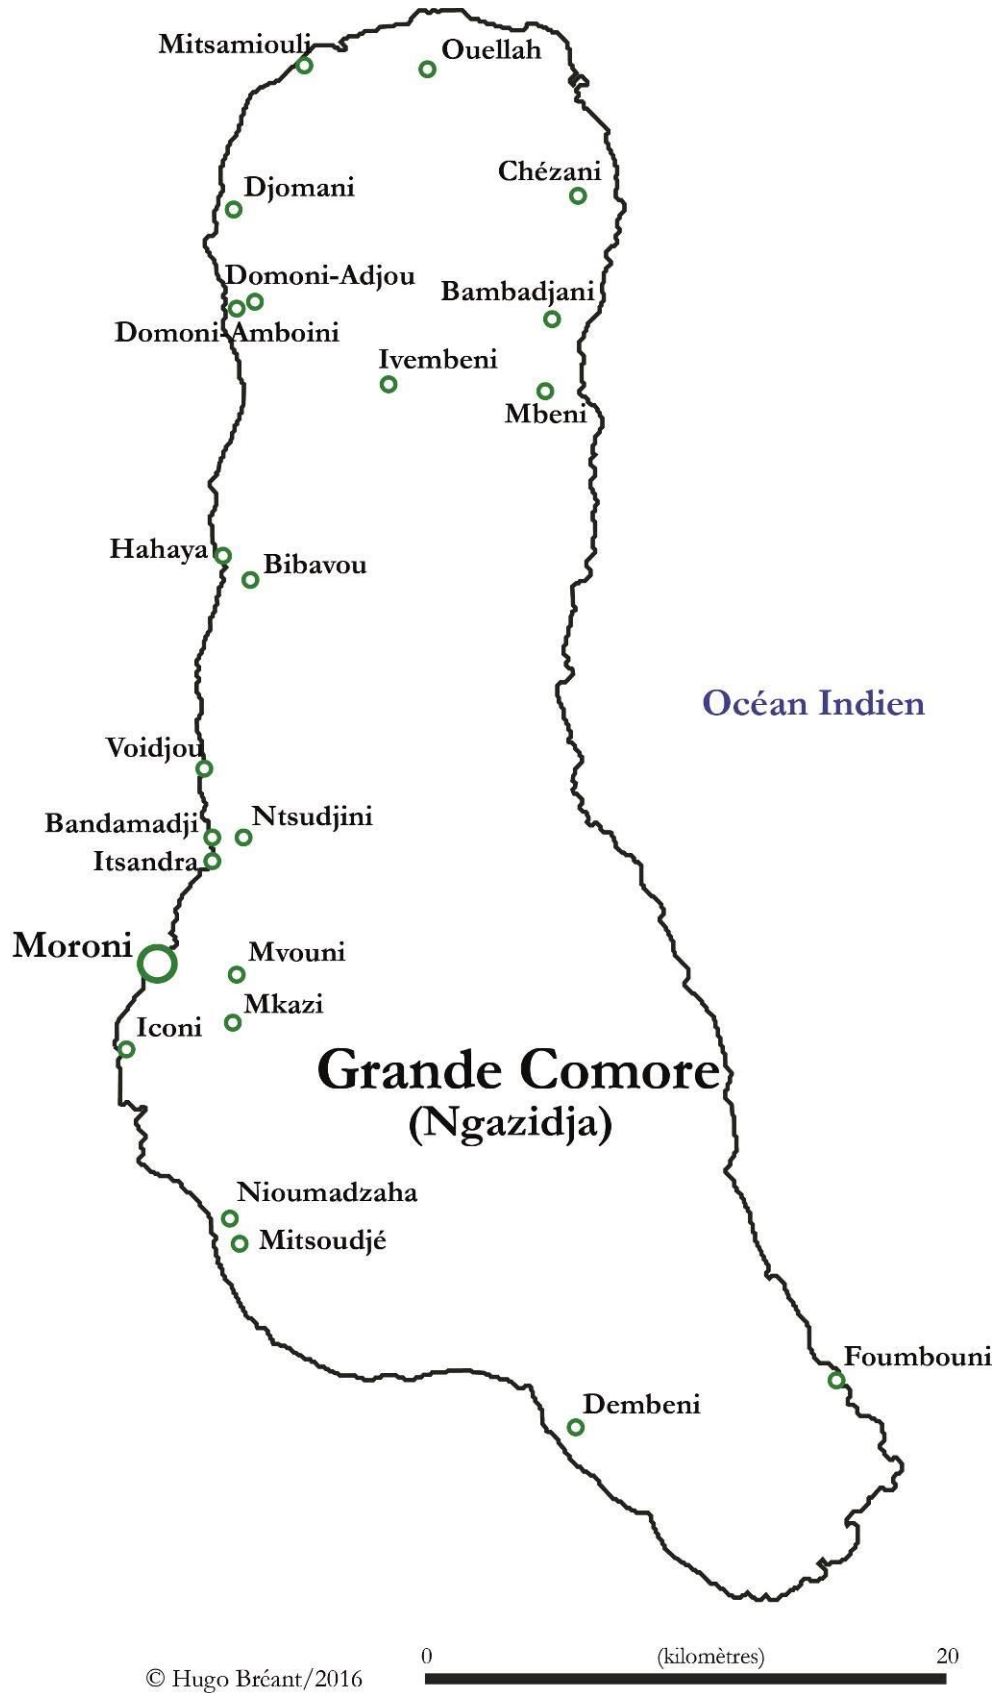 Mitsamiouli
Ouellah
Chézani
Djomani
Domoni-Adjou
Bambadjani
Domoni-Amboini
Ivembeni
Mbeni
Hahaya
Bibavou
Océan Indien
Voidjou
Bandamadji
Ntsudjini
Itsandra
Moroni
Mvouni
Mkazi
Iconi
Grande Comore
(Ngazidja)
Nioumadzaha
Mitsoudjé
Foumbouni
Dembeni
0 (kilomètres) 20
© Hugo Bréant/2016